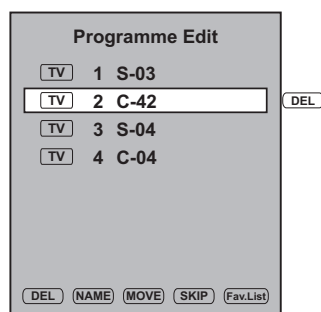 Programme Edit
TV 1 S-03
TV 2 C-42 DEL
TV 3 S-04
TV 4 C-04
DEL NAME MOVE SKIP Fav.List